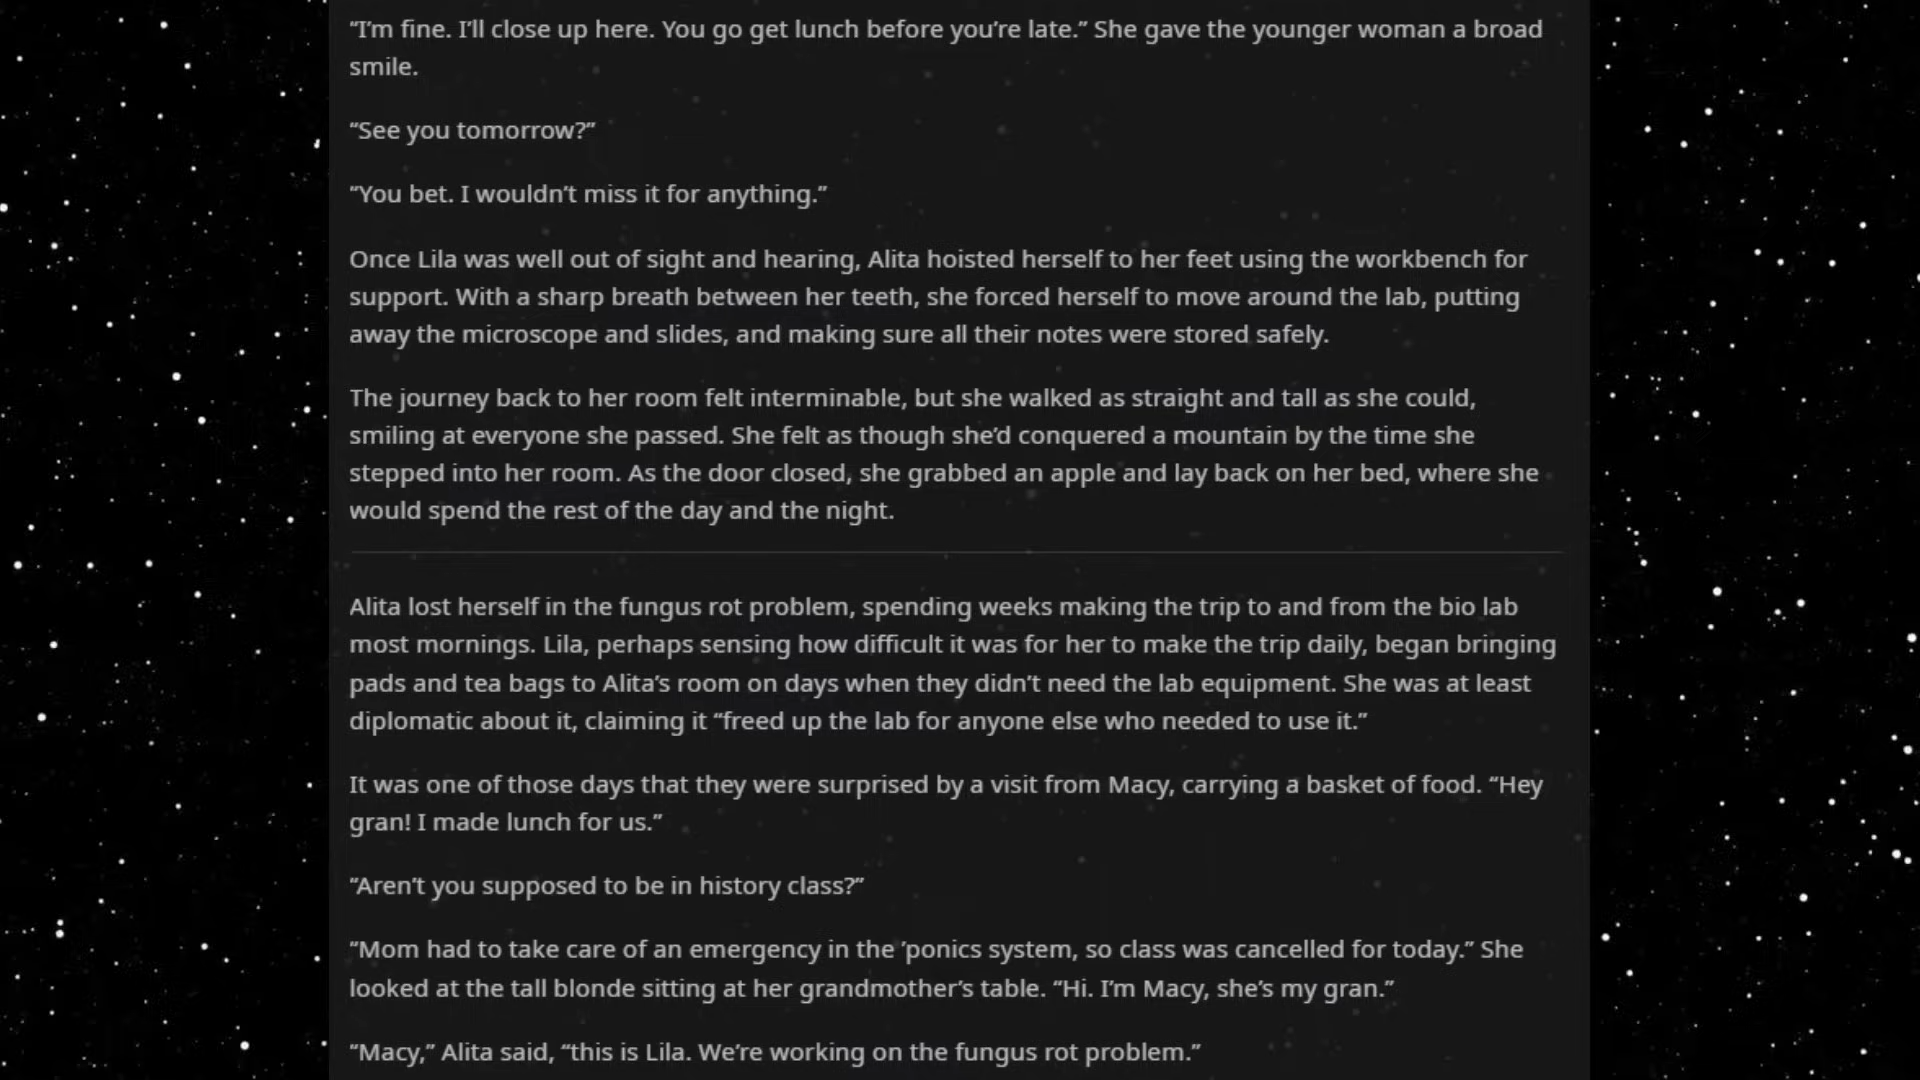 “I’m fine. I’ll close up here. You go get lunch before you’re late.” She gave the younger woman a broad
smile.
“See you tomorrow?”
“You bet. I wouldn’t miss it for anything.”
Once Lila was well out of sight and hearing, Alita hoisted herself to her feet using the workbench for
support. With a sharp breath between her teeth, she forced herself to move around the lab, putting
away the microscope and slides, and making sure all their notes were stored safely.
The journey back to her room felt interminable, but she walked as straight and tall as she could,
smiling at everyone she passed. She felt as though she’d conquered a mountain by the time she
stepped into her room. As the door closed, she grabbed an apple and lay back on her bed, where she
would spend the rest of the day and the night.
Alita lost herself in the fungus rot problem, spending weeks making the trip to and from the bio lab
most mornings. Lila, perhaps sensing how difficult it was for her to make the trip daily, began bringing
pads and tea bags to Alita’s room on days when they didn’t need the lab equipment. She was at least
diplomatic about it, claiming it “freed up the lab for anyone else who needed to use it.”
It was one of those days that they were surprised by a visit from Macy, carrying a basket of food. “Hey
gran! I made lunch for us.”
“Aren’t you supposed to be in history class?”
“Mom had to take care of an emergency in the ’ponics system, so class was cancelled for today.” She
looked at the tall blonde sitting at her grandmother’s table. “Hi. I’m Macy, she’s my gran.”
“Macy,” Alita said, “this is Lila. We’re working on the fungus rot problem.”